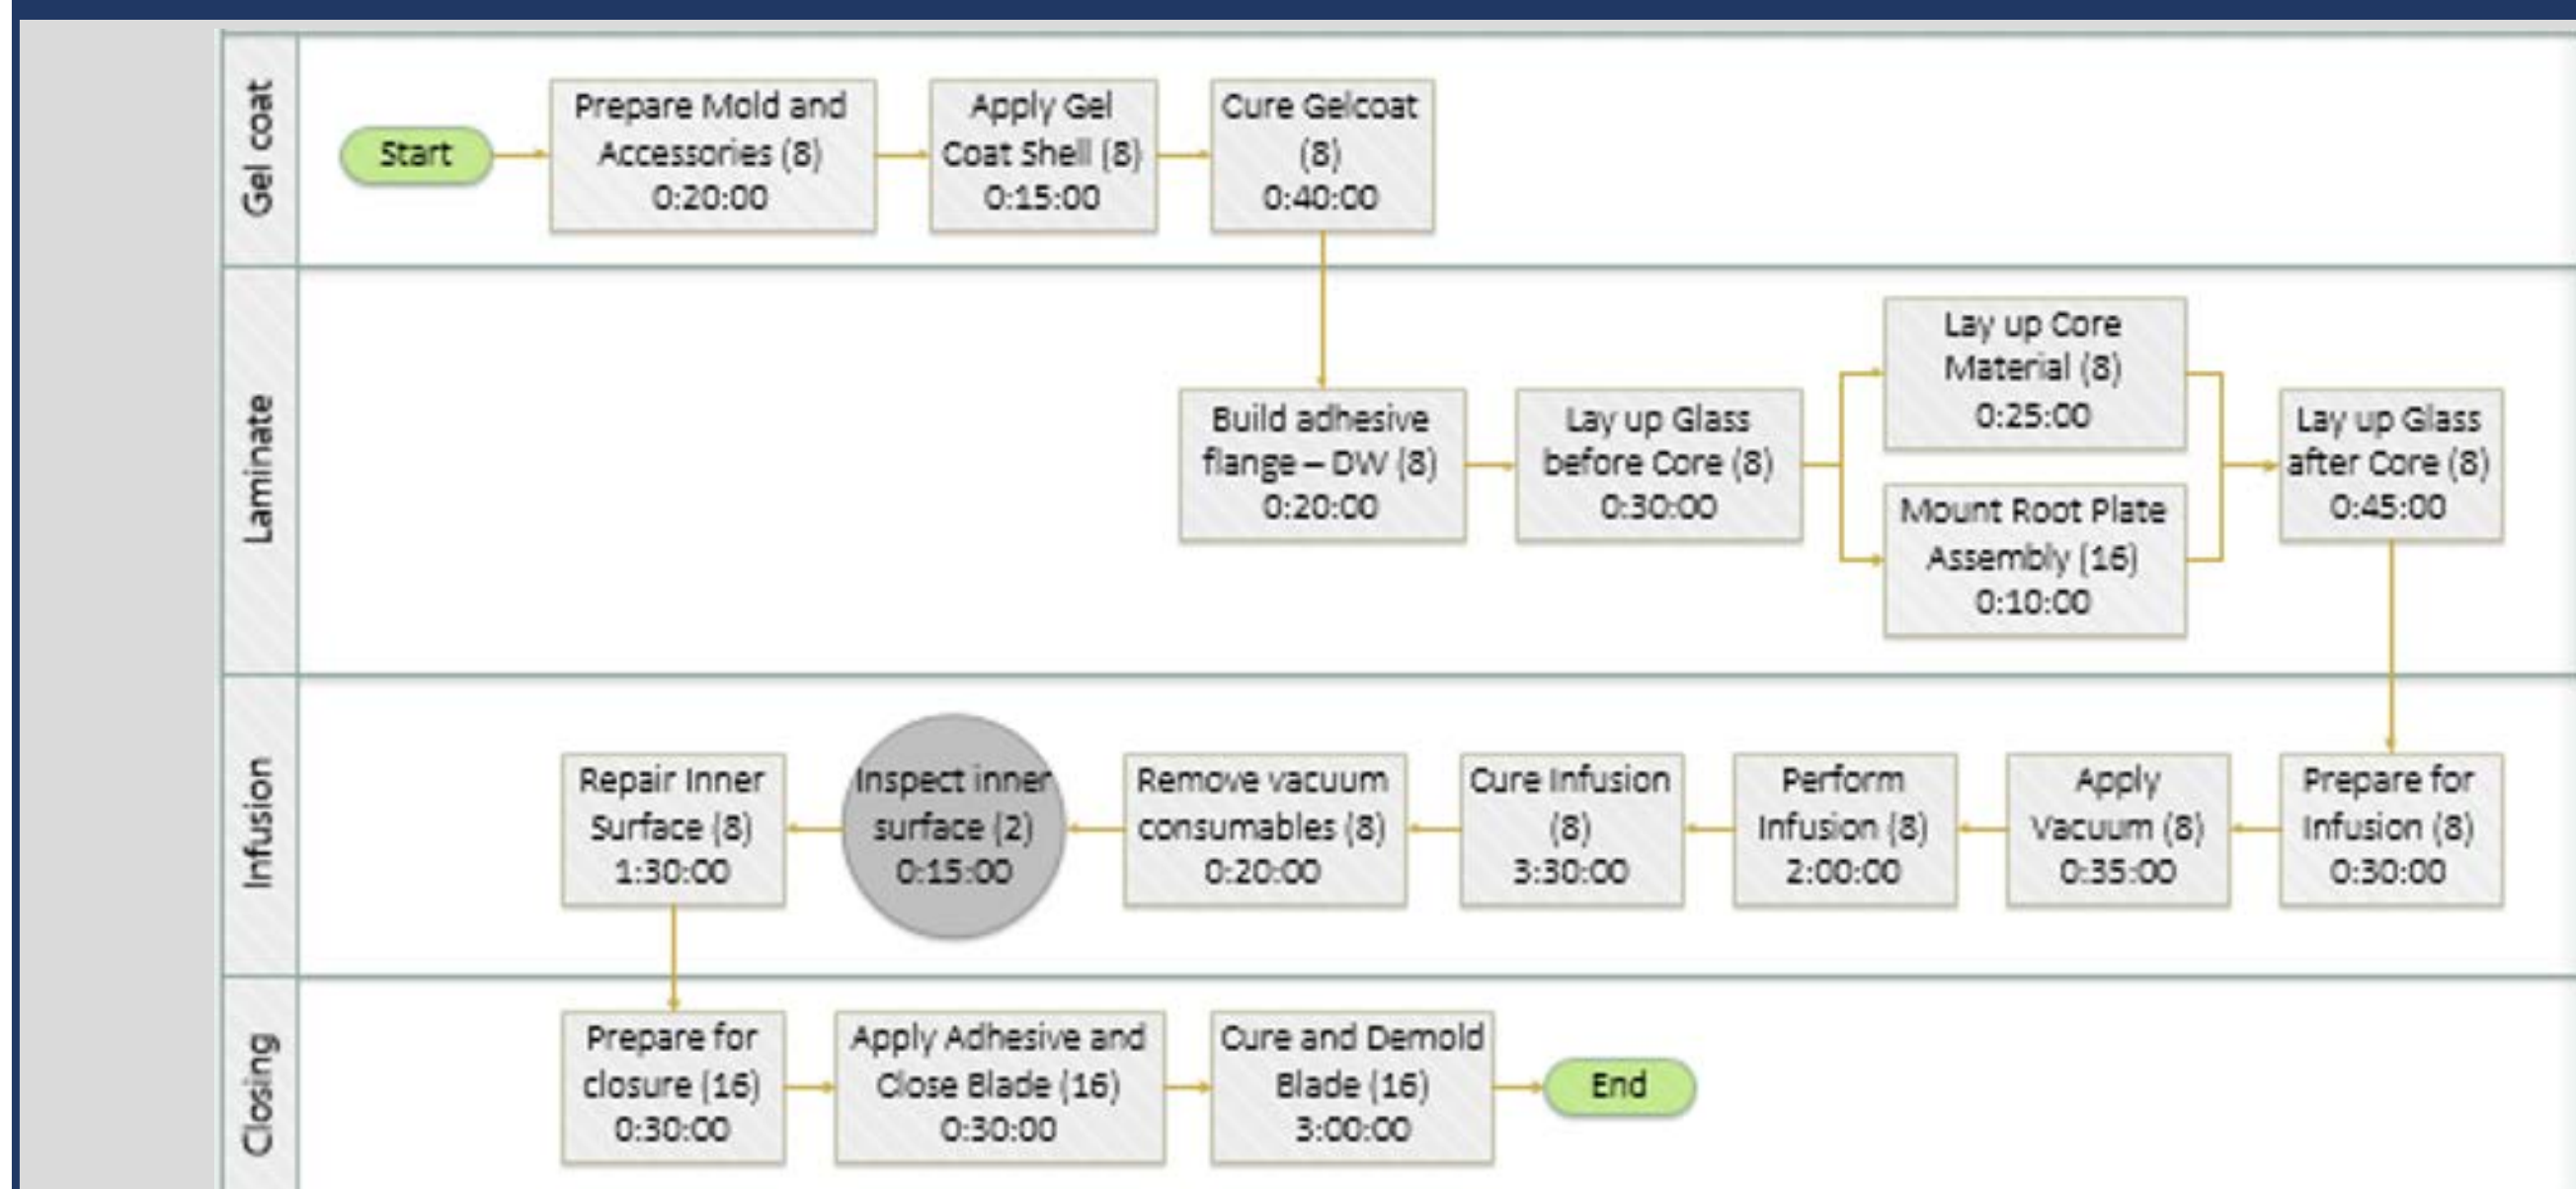 Gel coat
Start
Prepare Mold and
Accessories (8)
0:20:00
Apply Gel
Coat Shell (8)
0:15:00
Cure Gelcoat
(8)
0:40:00
Laminate
Build adhesive
flange – DW (8)
0:20:00
Lay up Glass
before Core (8)
0:30:00
Lay up Core
Material (8)
0:25:00
Mount Root Plate
Assembly (16)
0:10:00
Lay up Glass
after Core (8)
0:45:00
Infusion
Repair Inner
Surface (8)
1:30:00
Inspect inner
surface (2)
0:15:00
Remove vacuum
consumables (8)
0:20:00
Cure Infusion
(8)
3:30:00
Perform
Infusion (8)
2:00:00
Apply
Vacuum (8)
0:35:00
Prepare for
Infusion (8)
0:30:00
Closing
Prepare for
closure (16)
0:30:00
Apply Adhesive and
Close Blade (16)
0:30:00
Cure and Demold
Blade (16)
3:00:00
End